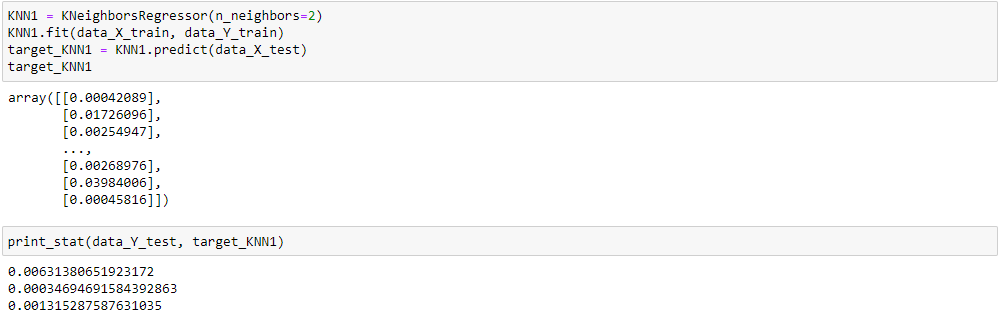 KNN1 = KNeighborsRegressor(n_neighbors=2)
KNN1.fit(data_X_train, data_Y_train)
target_KNN1 = KNN1.predict(data_X_test)
target_KNN1
array([[0.00042089],
[0.01726096],
[0.00254947],
...,
[0.00268976],
[0.03984006],
[0.00045816]])
print_stat(data_Y_test, target_KNN1)
0.00631380651923172
0.00034694691584392863
0.001315287587631035